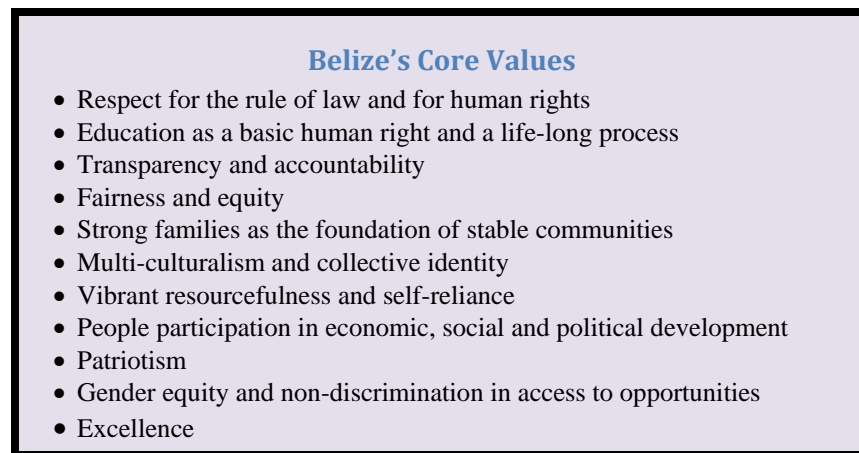 Belize's Core Values
• Respect for the rule of law and for human rights
• Education as a basic human right and a life-long process
• Transparency and accountability
• Fairness and equity
• Strong families as the foundation of stable communities
• Multi-culturalism and collective identity
• Vibrant resourcefulness and self-reliance
• People participation in economic, social and political development
• Patriotism
• Gender equity and non-discrimination in access to opportunities
• Excellence